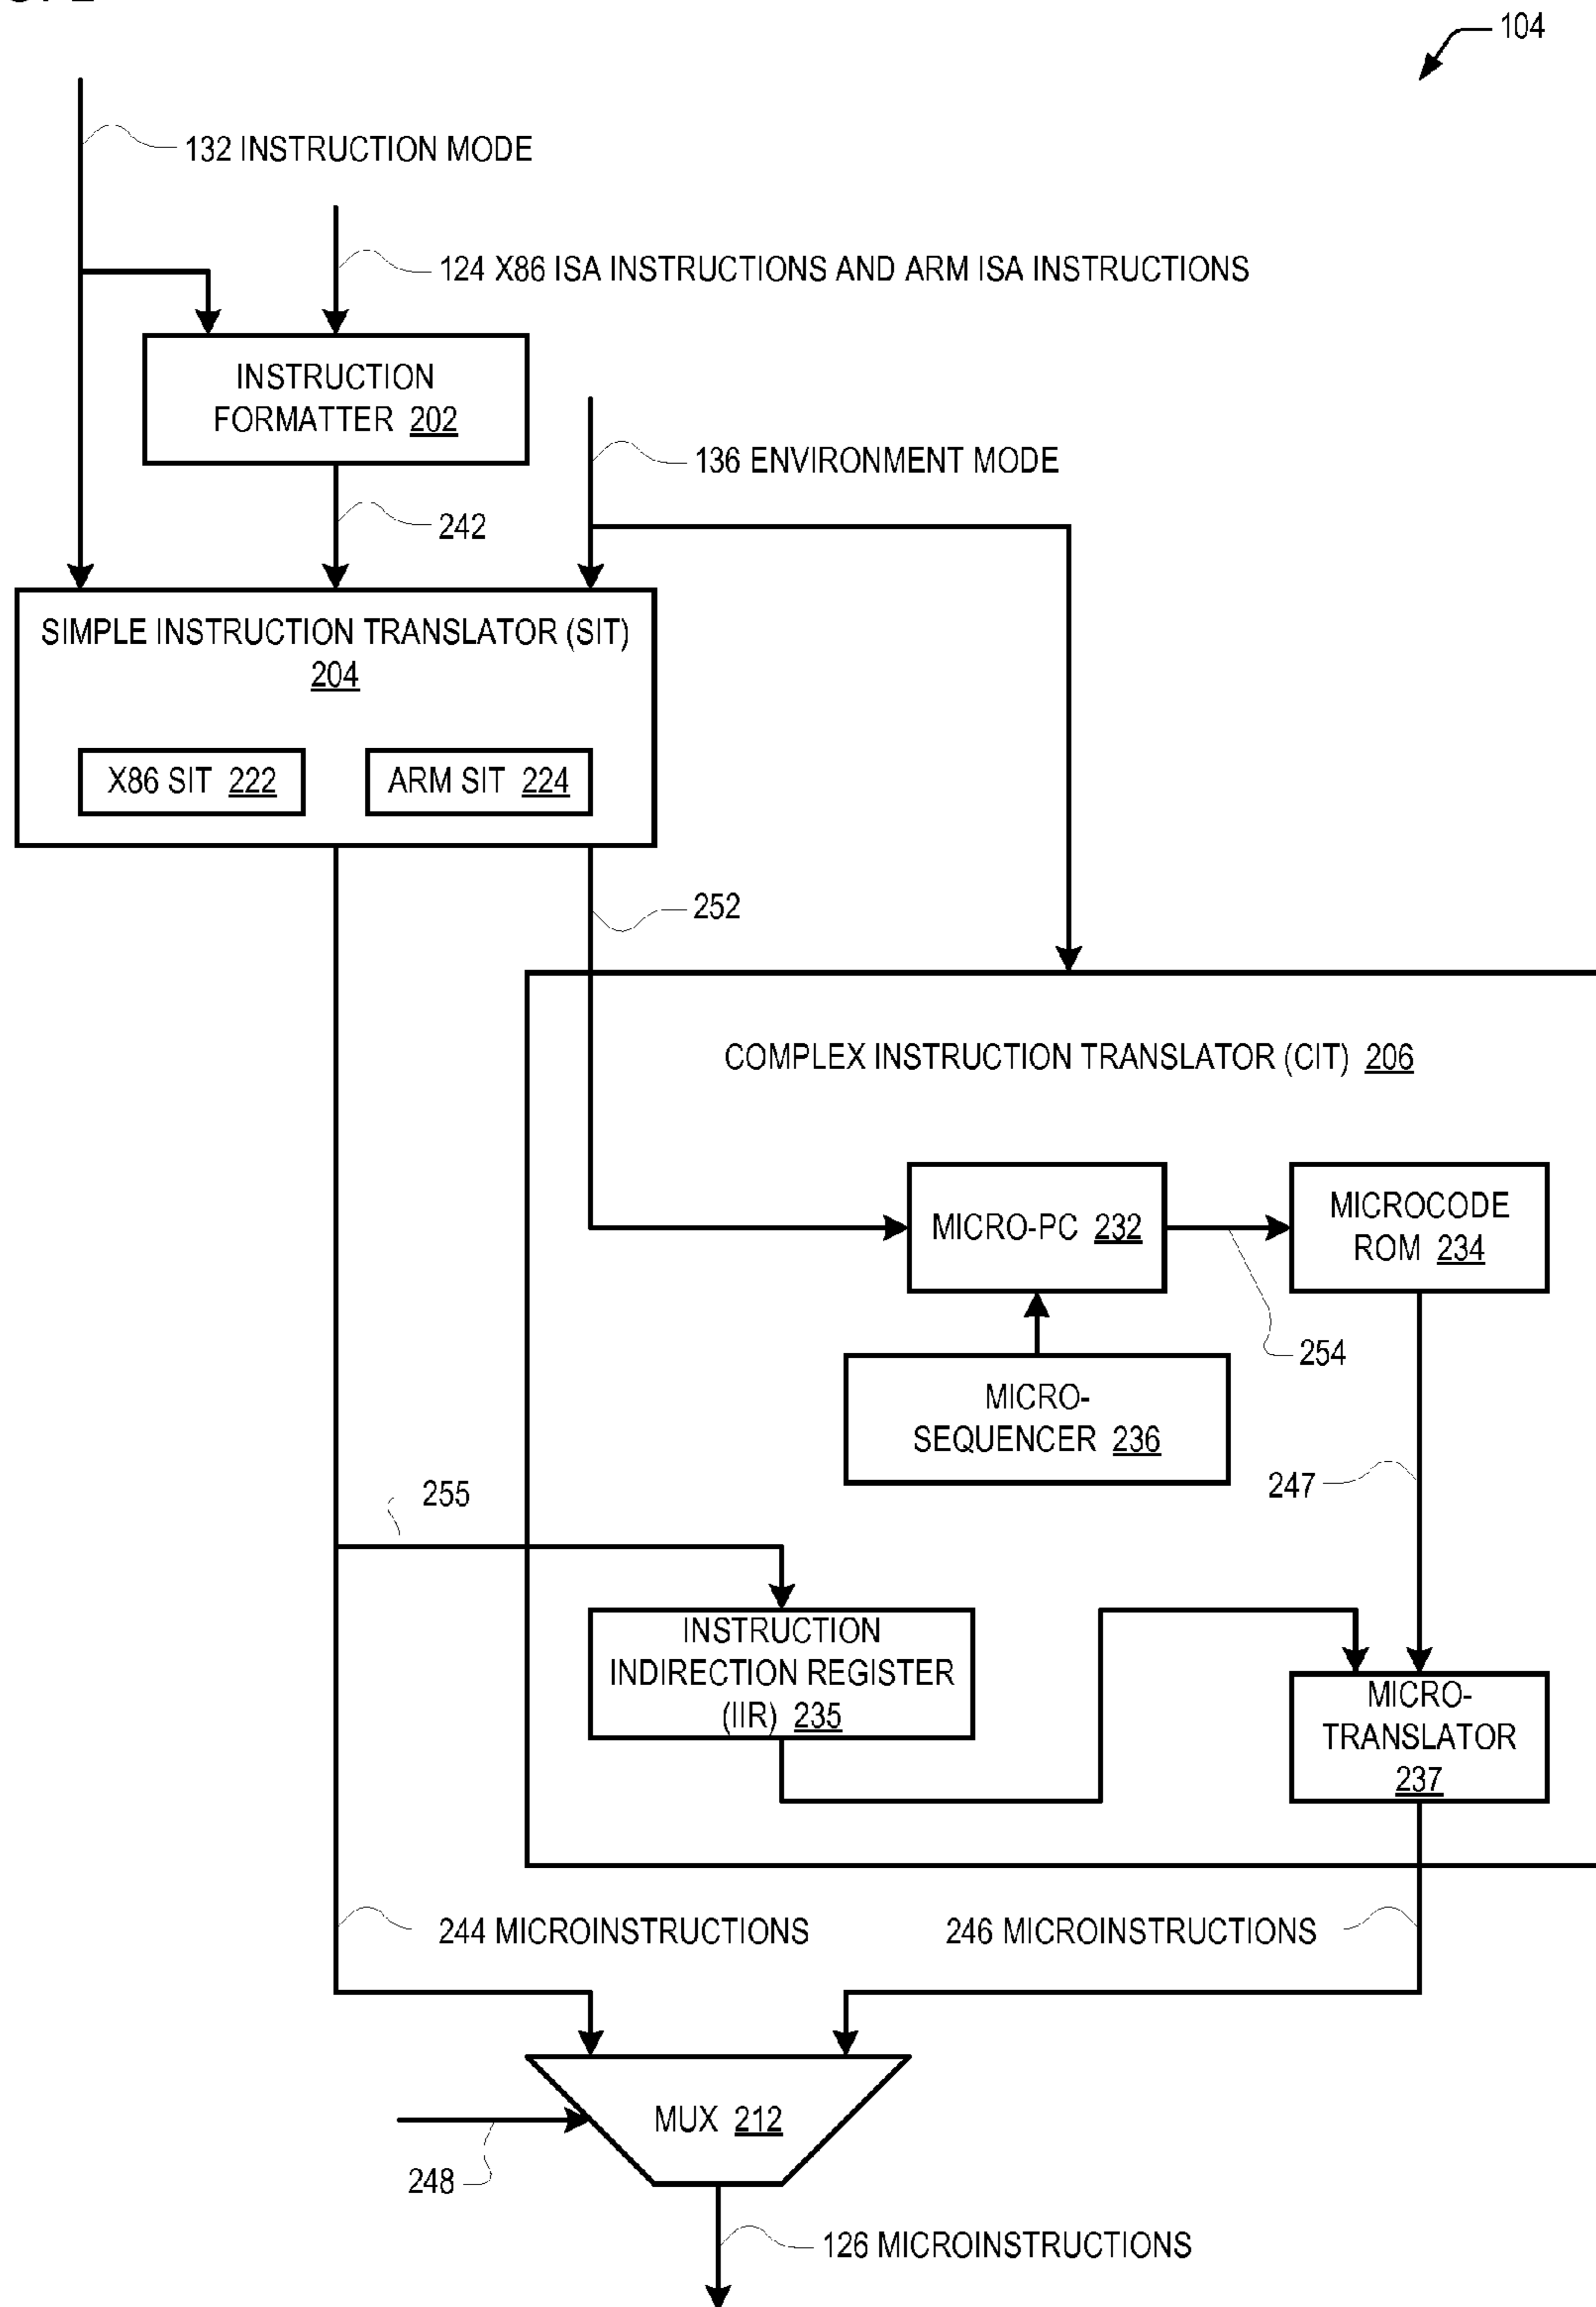 104
132 INSTRUCTION MODE
124 X86 ISA INSTRUCTIONS AND ARM ISA INSTRUCTIONS
INSTRUCTION
FORMATTER 202
136 ENVIRONMENT MODE
242
SIMPLE INSTRUCTION TRANSLATOR (SIT)
204
X86 SIT 222
ARM SIT 224
252
COMPLEX INSTRUCTION TRANSLATOR (CIT) 206
MICRO-PC 232
MICROCODE
ROM 234
254
MICRO-
SEQUENCER 236
247
255
INSTRUCTION
INDIRECTION REGISTER
(IIR) 235
MICRO-
TRANSLATOR
237
244 MICROINSTRUCTIONS
246 MICROINSTRUCTIONS
MUX 212
248
126 MICROINSTRUCTIONS